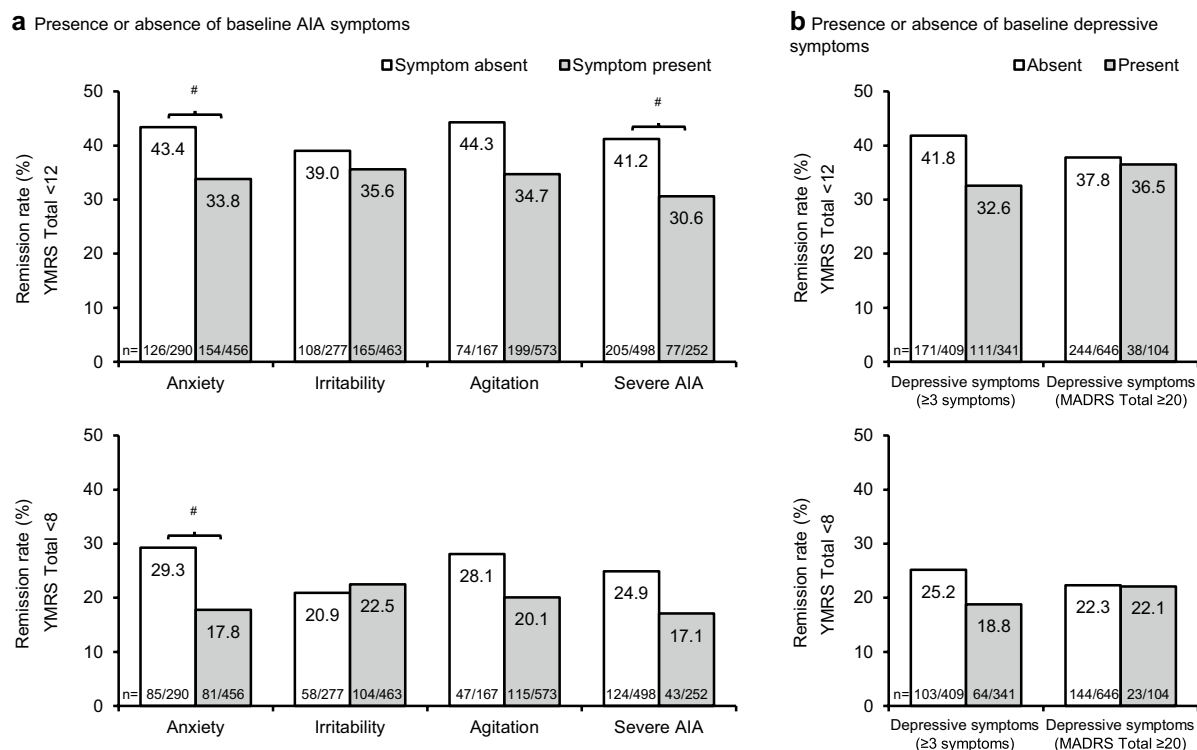 a Presence or absence of baseline AIA symptoms
Symptom absent Symptom present
Remission rate (%)
YMRS Total <12
50
40
30
20
10
0
#
#
43.4
33.8
39.0
35.6
44.3
34.7
41.2
30.6
n= 126/290 154/456 108/277 165/463 74/167 199/573 205/498 77/252
Anxiety Irritability Agitation Severe AIA
Remission rate (%)
YMRS Total <8
50
40
30
20
10
0
#
29.3
17.8
20.9
22.5
28.1
20.1
24.9
17.1
n= 85/290 81/456 58/277 104/463 47/167 115/573 124/498 43/252
Anxiety Irritability Agitation Severe AIA
b Presence or absence of baseline depressive
symptoms
Absent Present
Remission rate (%)
YMRS Total <12
50
40
30
20
10
0
41.8
32.6
37.8
36.5
n= 171/409 111/341 244/646 38/104
Depressive symptoms Depressive symptoms
(≥3 symptoms) (MADRS Total ≥20)
Remission rate (%)
YMRS Total <8
50
40
30
20
10
0
25.2
18.8
22.3
22.1
n= 103/409 64/341 144/646 23/104
Depressive symptoms Depressive symptoms
(≥3 symptoms) (MADRS Total ≥20)